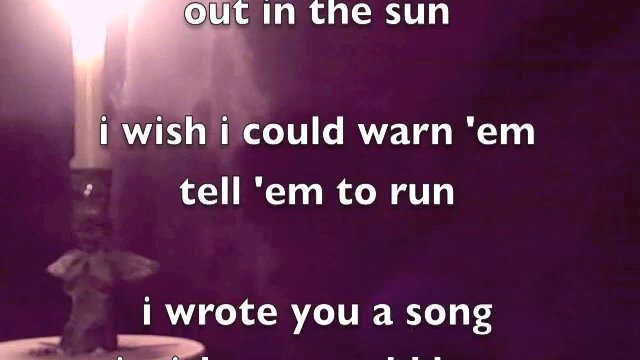 out in the sun
i wish i could warn 'em
tell 'em to run
i wrote you a song